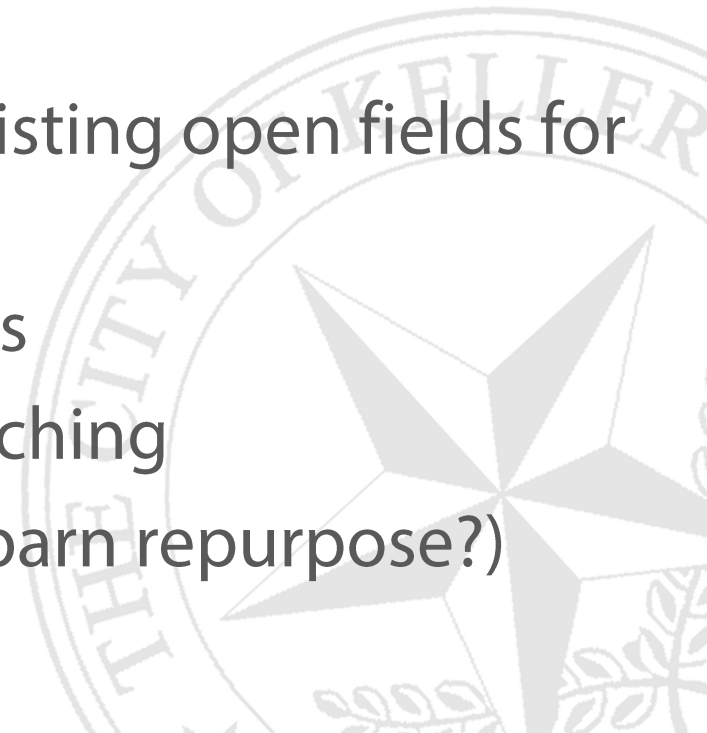 isting open fields for
s
ching
barn repurpose?)
THE CITY OF KELLER